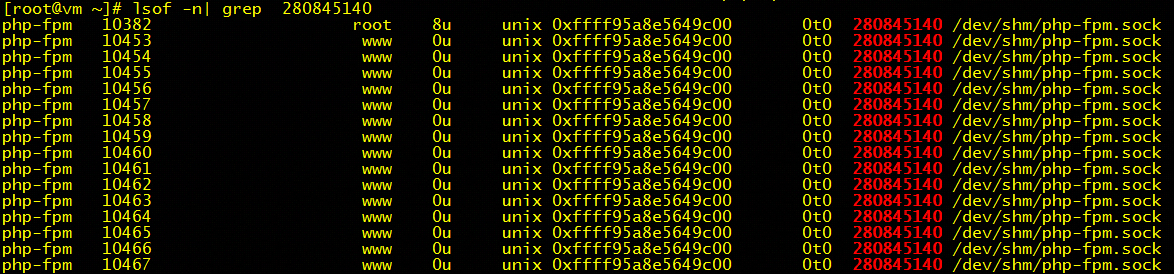 [root@vm ~]# lsof -n| grep  280845140
php-fpm   10382                  root    8u     unix 0xffff95a8e5649c00       0t0  280845140 /dev/shm/php-fpm.sock
php-fpm   10453                   www    0u     unix 0xffff95a8e5649c00       0t0  280845140 /dev/shm/php-fpm.sock
php-fpm   10454                   www    0u     unix 0xffff95a8e5649c00       0t0  280845140 /dev/shm/php-fpm.sock
php-fpm   10455                   www    0u     unix 0xffff95a8e5649c00       0t0  280845140 /dev/shm/php-fpm.sock
php-fpm   10456                   www    0u     unix 0xffff95a8e5649c00       0t0  280845140 /dev/shm/php-fpm.sock
php-fpm   10457                   www    0u     unix 0xffff95a8e5649c00       0t0  280845140 /dev/shm/php-fpm.sock
php-fpm   10458                   www    0u     unix 0xffff95a8e5649c00       0t0  280845140 /dev/shm/php-fpm.sock
php-fpm   10459                   www    0u     unix 0xffff95a8e5649c00       0t0  280845140 /dev/shm/php-fpm.sock
php-fpm   10460                   www    0u     unix 0xffff95a8e5649c00       0t0  280845140 /dev/shm/php-fpm.sock
php-fpm   10461                   www    0u     unix 0xffff95a8e5649c00       0t0  280845140 /dev/shm/php-fpm.sock
php-fpm   10462                   www    0u     unix 0xffff95a8e5649c00       0t0  280845140 /dev/shm/php-fpm.sock
php-fpm   10463                   www    0u     unix 0xffff95a8e5649c00       0t0  280845140 /dev/shm/php-fpm.sock
php-fpm   10464                   www    0u     unix 0xffff95a8e5649c00       0t0  280845140 /dev/shm/php-fpm.sock
php-fpm   10465                   www    0u     unix 0xffff95a8e5649c00       0t0  280845140 /dev/shm/php-fpm.sock
php-fpm   10466                   www    0u     unix 0xffff95a8e5649c00       0t0  280845140 /dev/shm/php-fpm.sock
php-fpm   10467                   www    0u     unix 0xffff95a8e5649c00       0t0  280845140 /dev/shm/php-fpm.sock